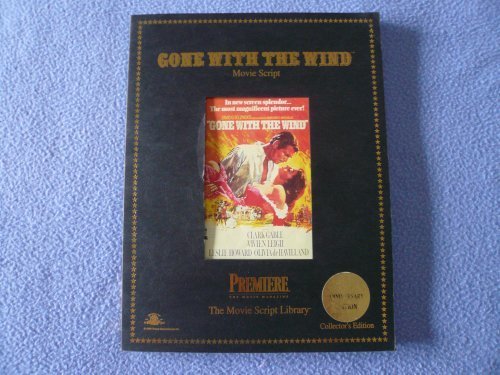 GONE WITH THE WIND
Movie Script
In new screen splendor...
The most magnificent picture ever!
"GONE WITH THE WIND"
CLARK GABLE
VIVIEN LEIGH
LESLIE HOWARD OLIVIA de HAVILLAND
PREMIERE
THE MOVIE MAGAZINE
The Movie Script Library
Collector's Edition